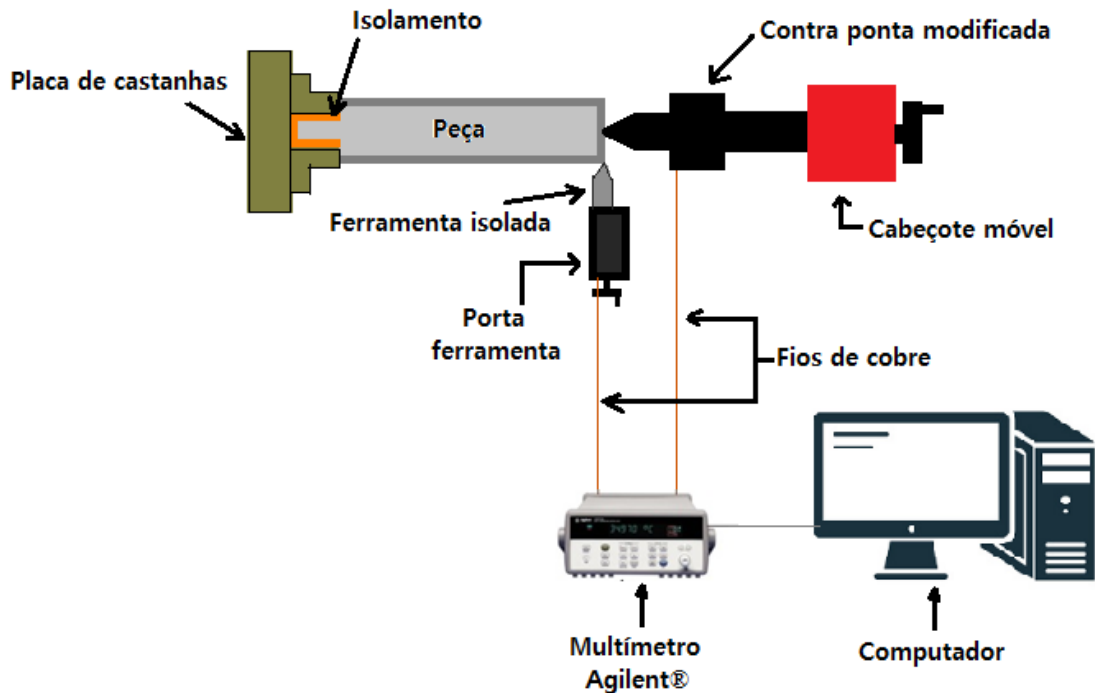 Isolamento
Contra ponta modificada
Placa de castanhas
Peça
Ferramenta isolada
Cabeçote móvel
Porta
ferramenta
Fios de cobre
34970 °C
Multímetro
Agilent®
Computador